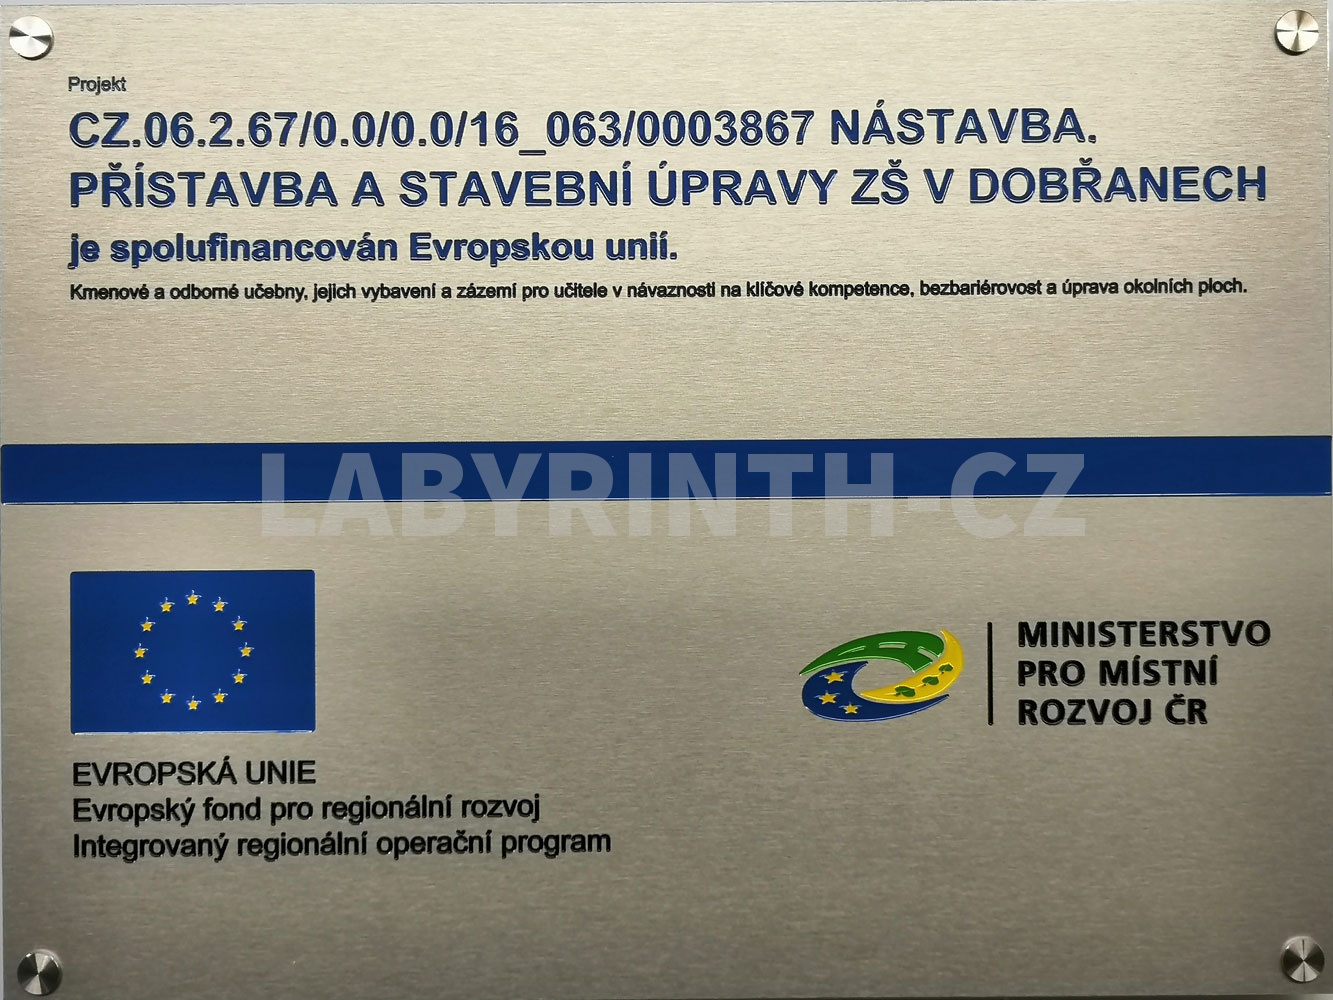 Projekt
CZ.06.2.67/0.0/0.0/16_063/0003867 NÁSTAVBA.
PŘÍSTAVBA A STAVEBNÍ ÚPRAVY ZŠ V DOBŘANECH
je spolufinancován Evropskou unií.
Kmenové a odborné učebny, jejich vybavení a zázemí pro učitele v návaznosti na klíčové kompetence, bezbariérovost a úprava okolních ploch.
LABYRINTH-CZ
MINISTERSTVO
PRO MÍSTNÍ
ROZVOJ ČR
EVROPSKÁ UNIE
Evropský fond pro regionální rozvoj
Integrovaný regionální operační program